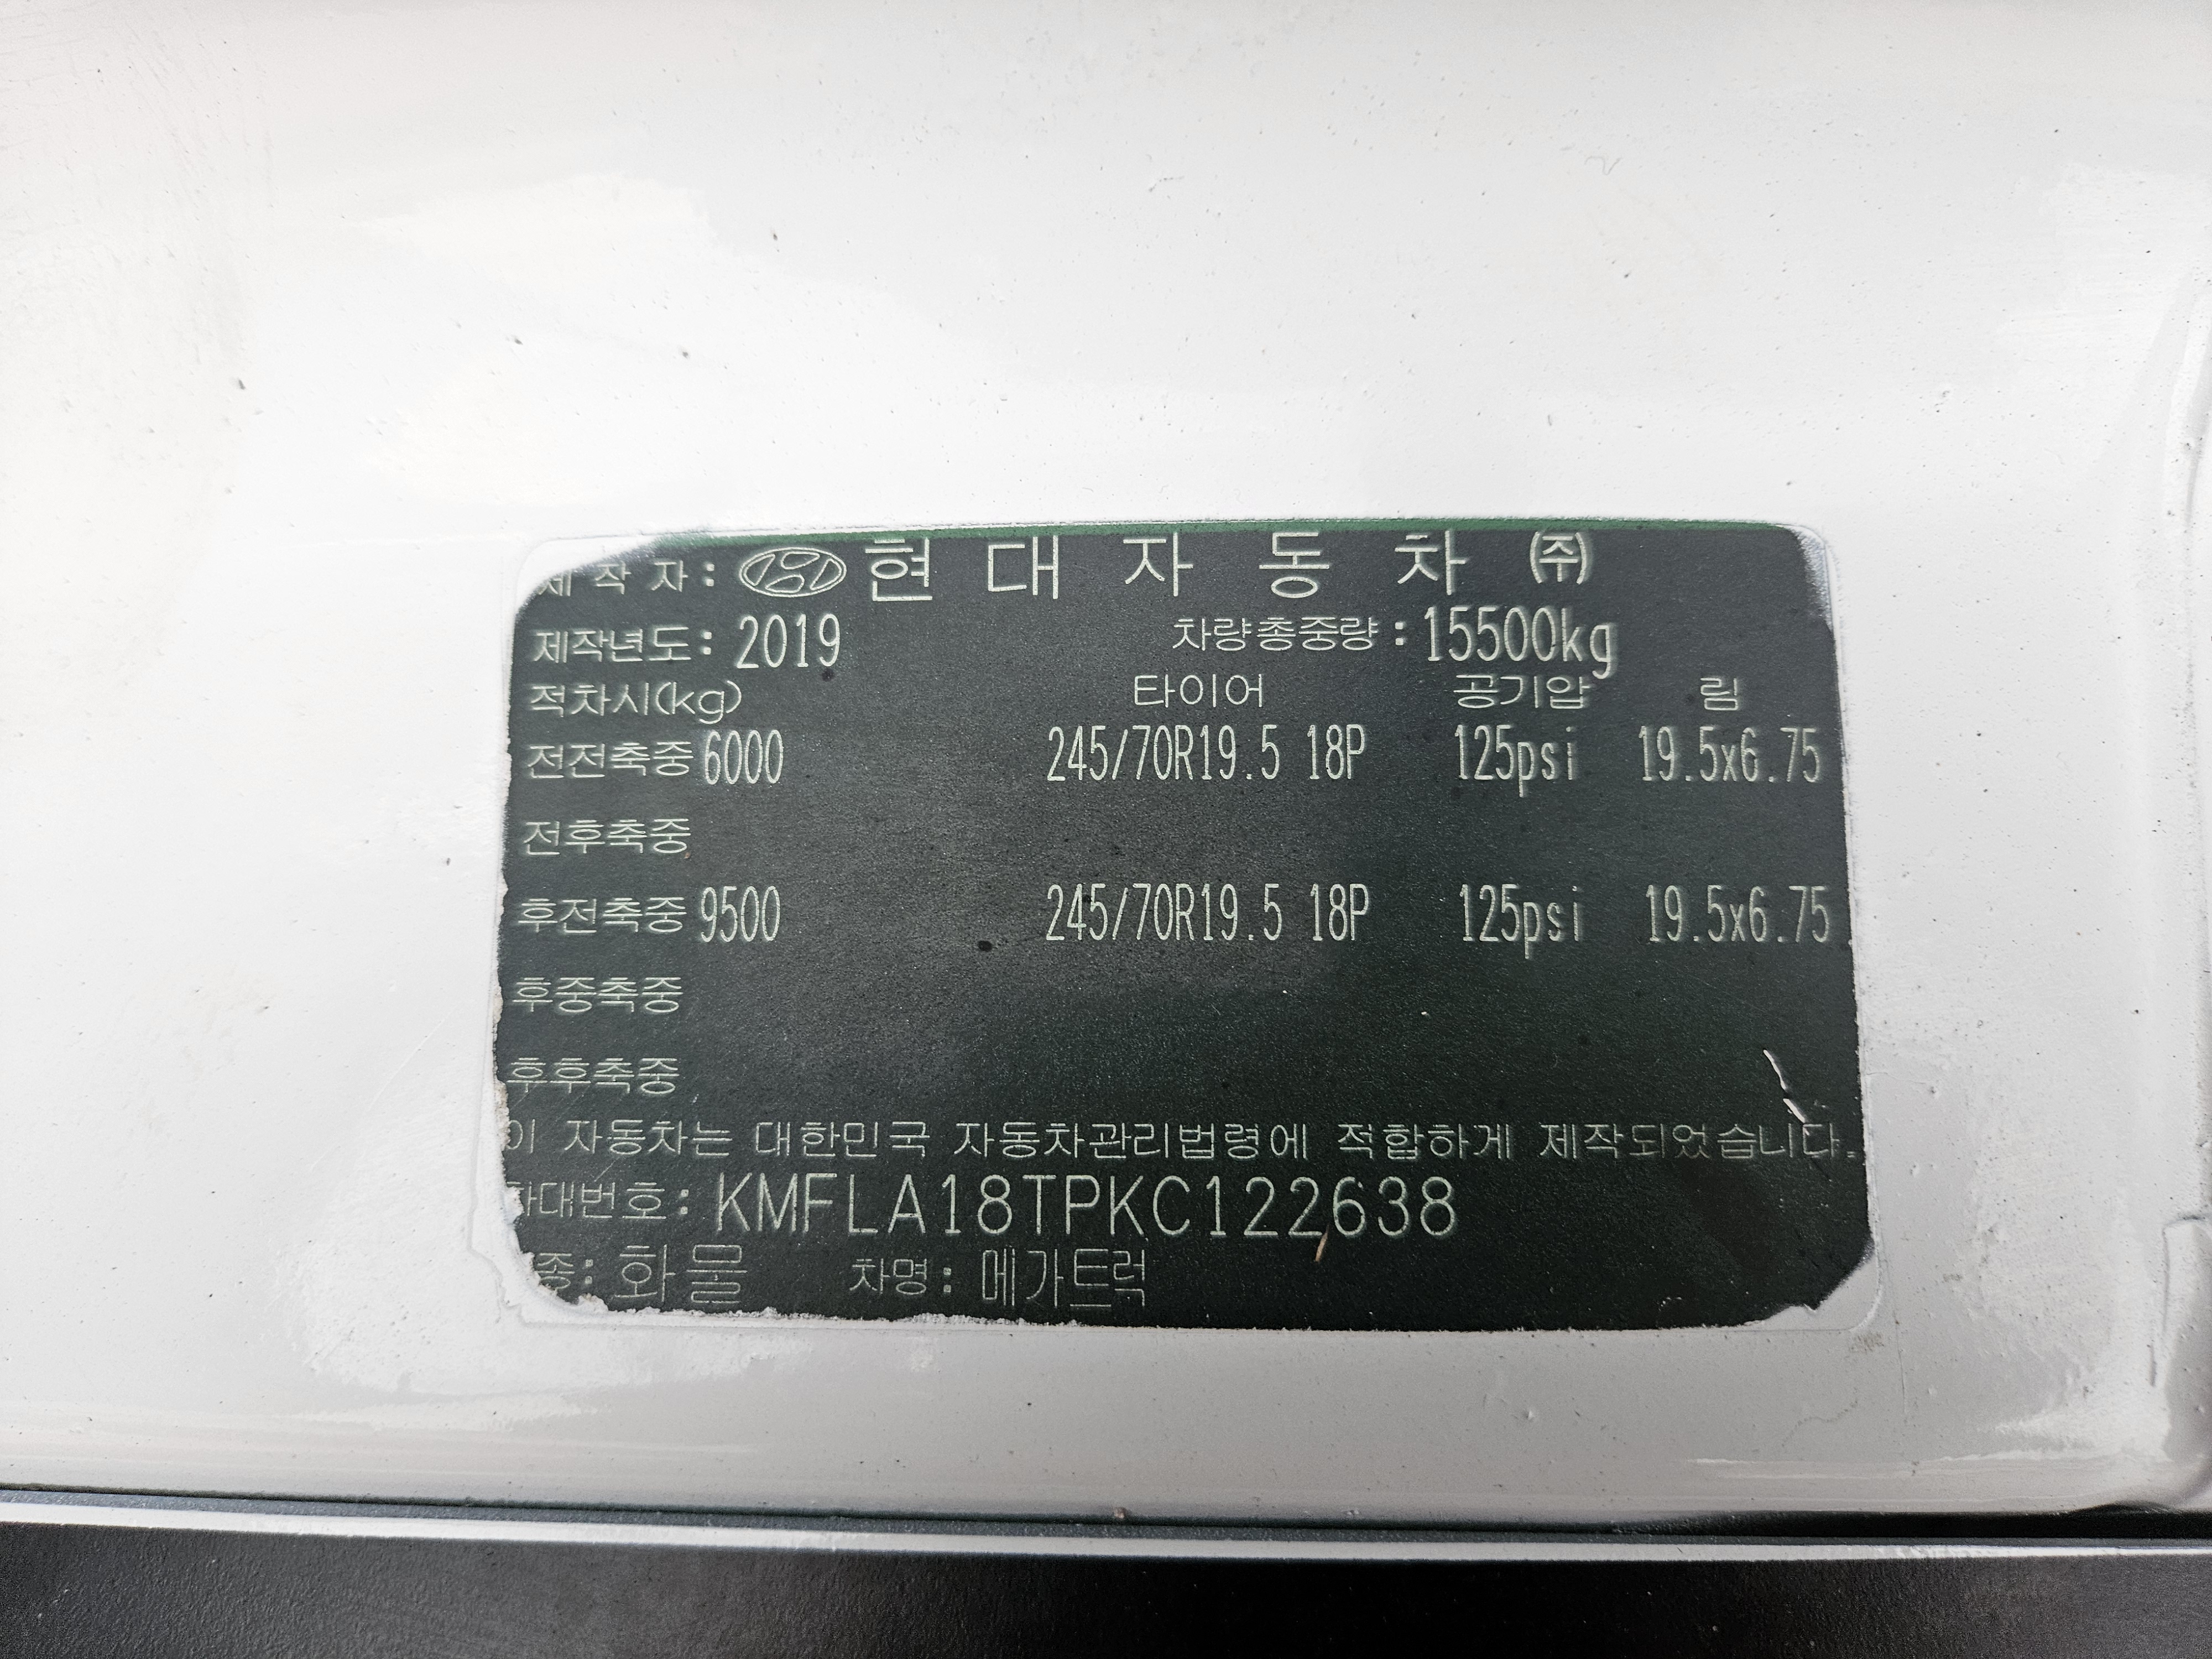 제작자: 현대자동차㈜
제작년도: 2019 차량총중량: 15500kg
적차시(kg) 타이어 공기압 림
전전축중 6000 245/70R19.5 18P 125psi 19.5x6.75
전후축중
후전축중 9500 245/70R19.5 18P 125psi 19.5x6.75
후중축중
후후축중
이 자동차는 대한민국 자동차관리법령에 적합하게 제작되었습니다.
차대번호: KMFLA18TPKC122638
종: 화물 차명: 메가트럭